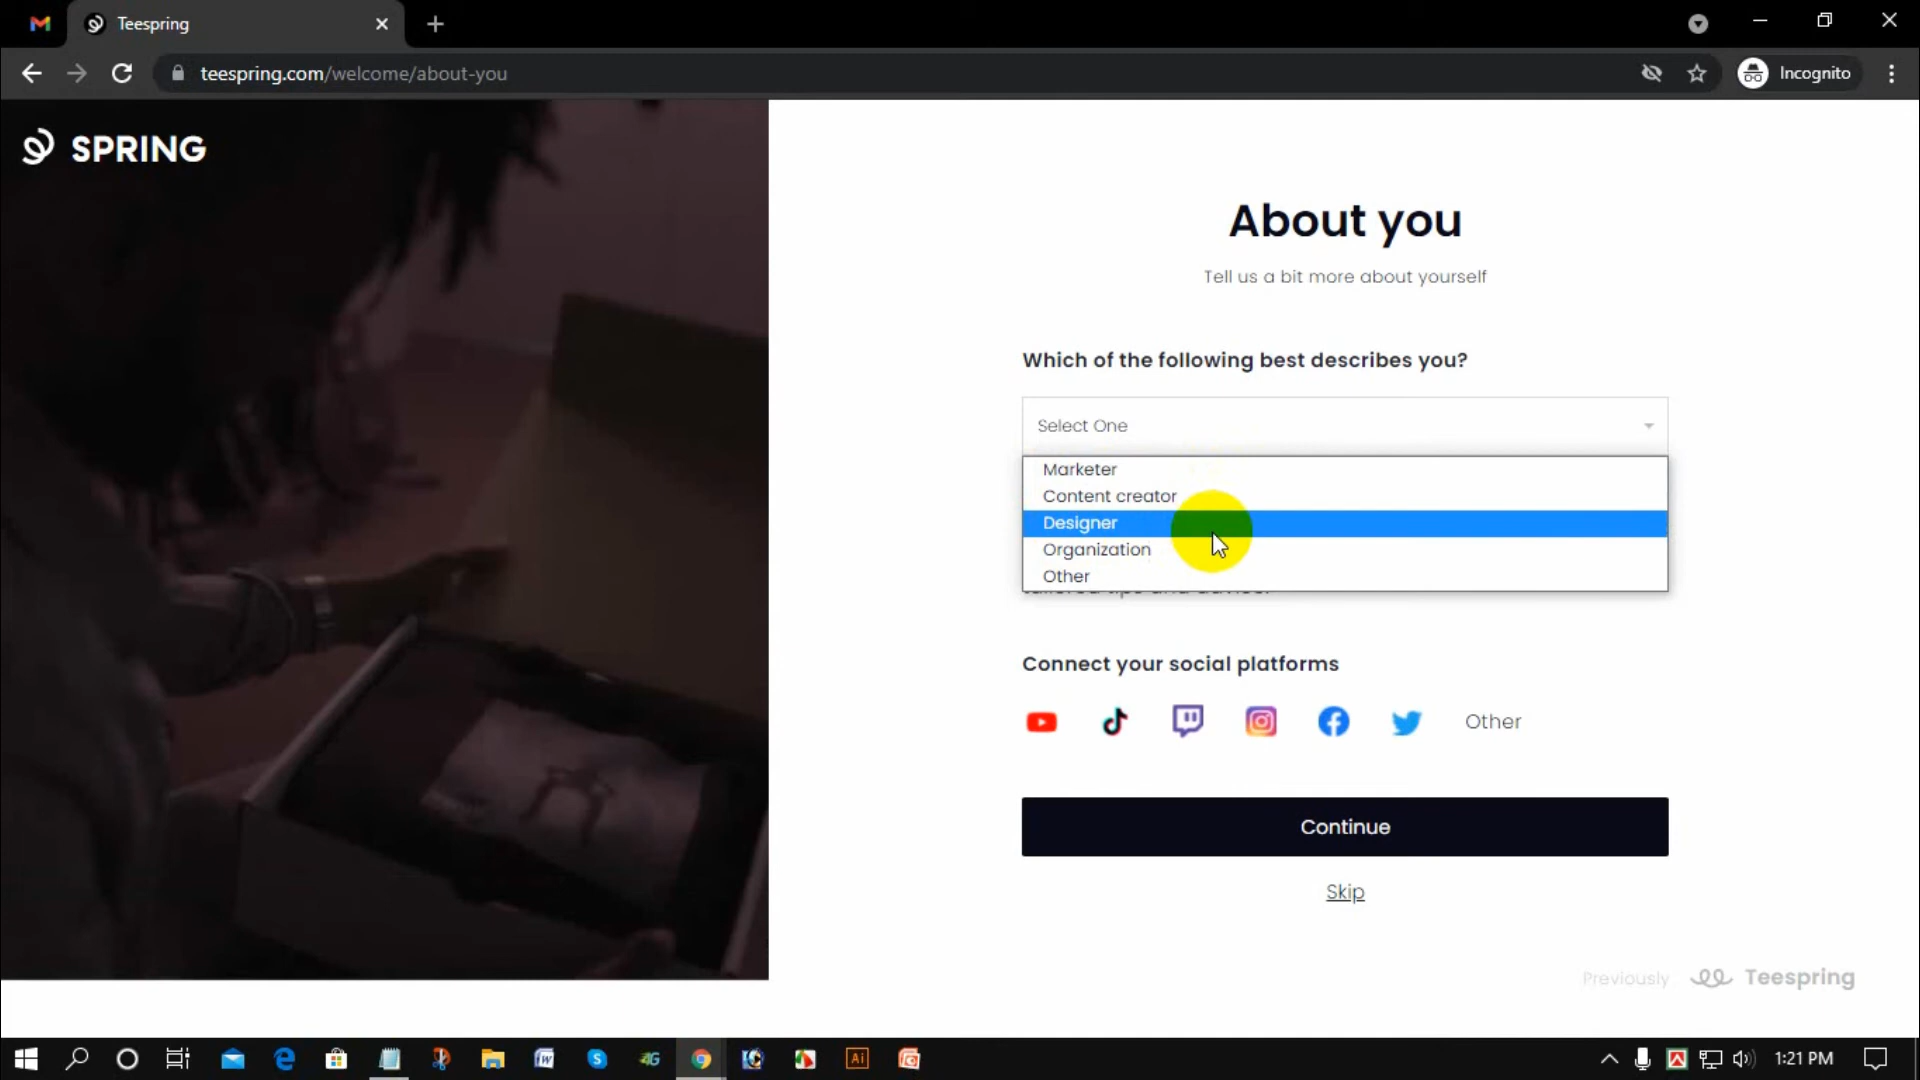 Teespring
teespring.com/welcome/about-you
Incognito
SPRING
About you
Tell us a bit more about yourself
Which of the following best describes you?
Select One
Marketer
Content creator
Designer
Organization
Other
Connect your social platforms
Other
Continue
Skip
Previously Teespring
4G
Ai
1:21 PM